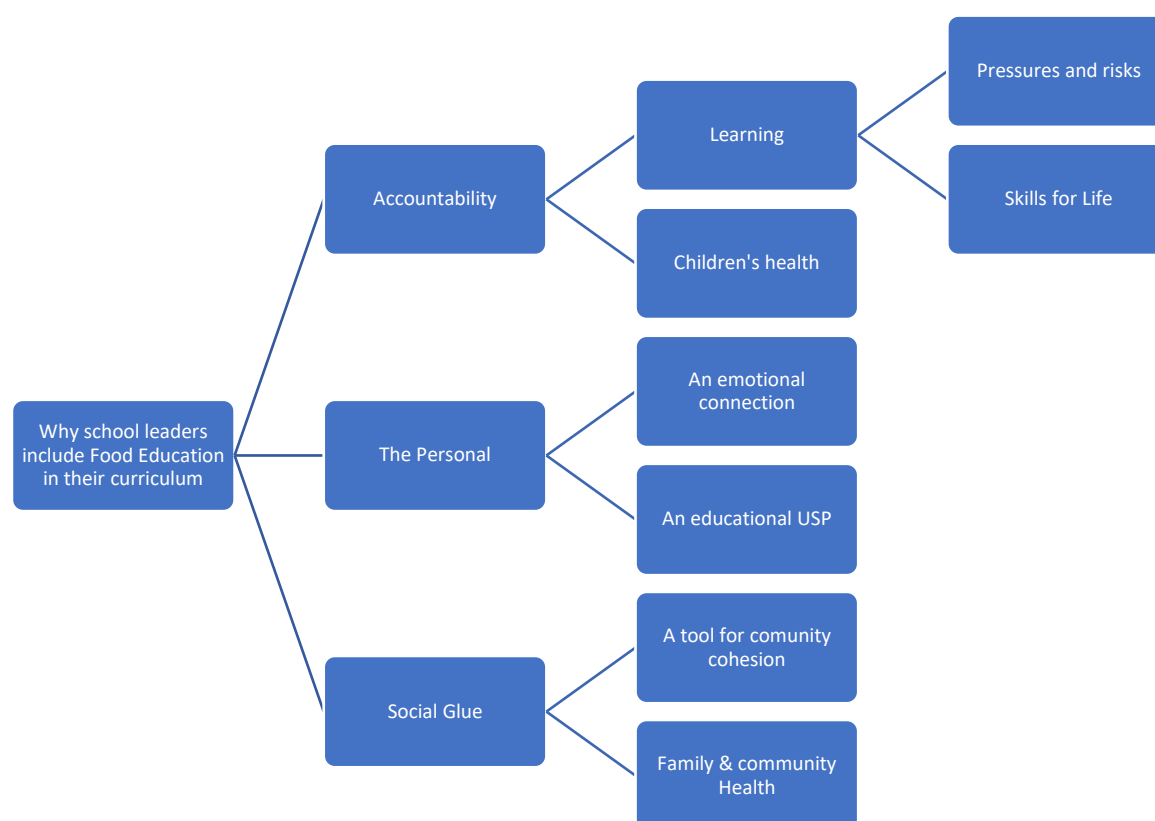 Why school leaders
include Food Education
in their curriculum
Accountability
Learning
Pressures and risks
Skills for Life
Children's health
The Personal
An emotional
connection
An educational USP
Social Glue
A tool for comunity
cohesion
Family & community
Health